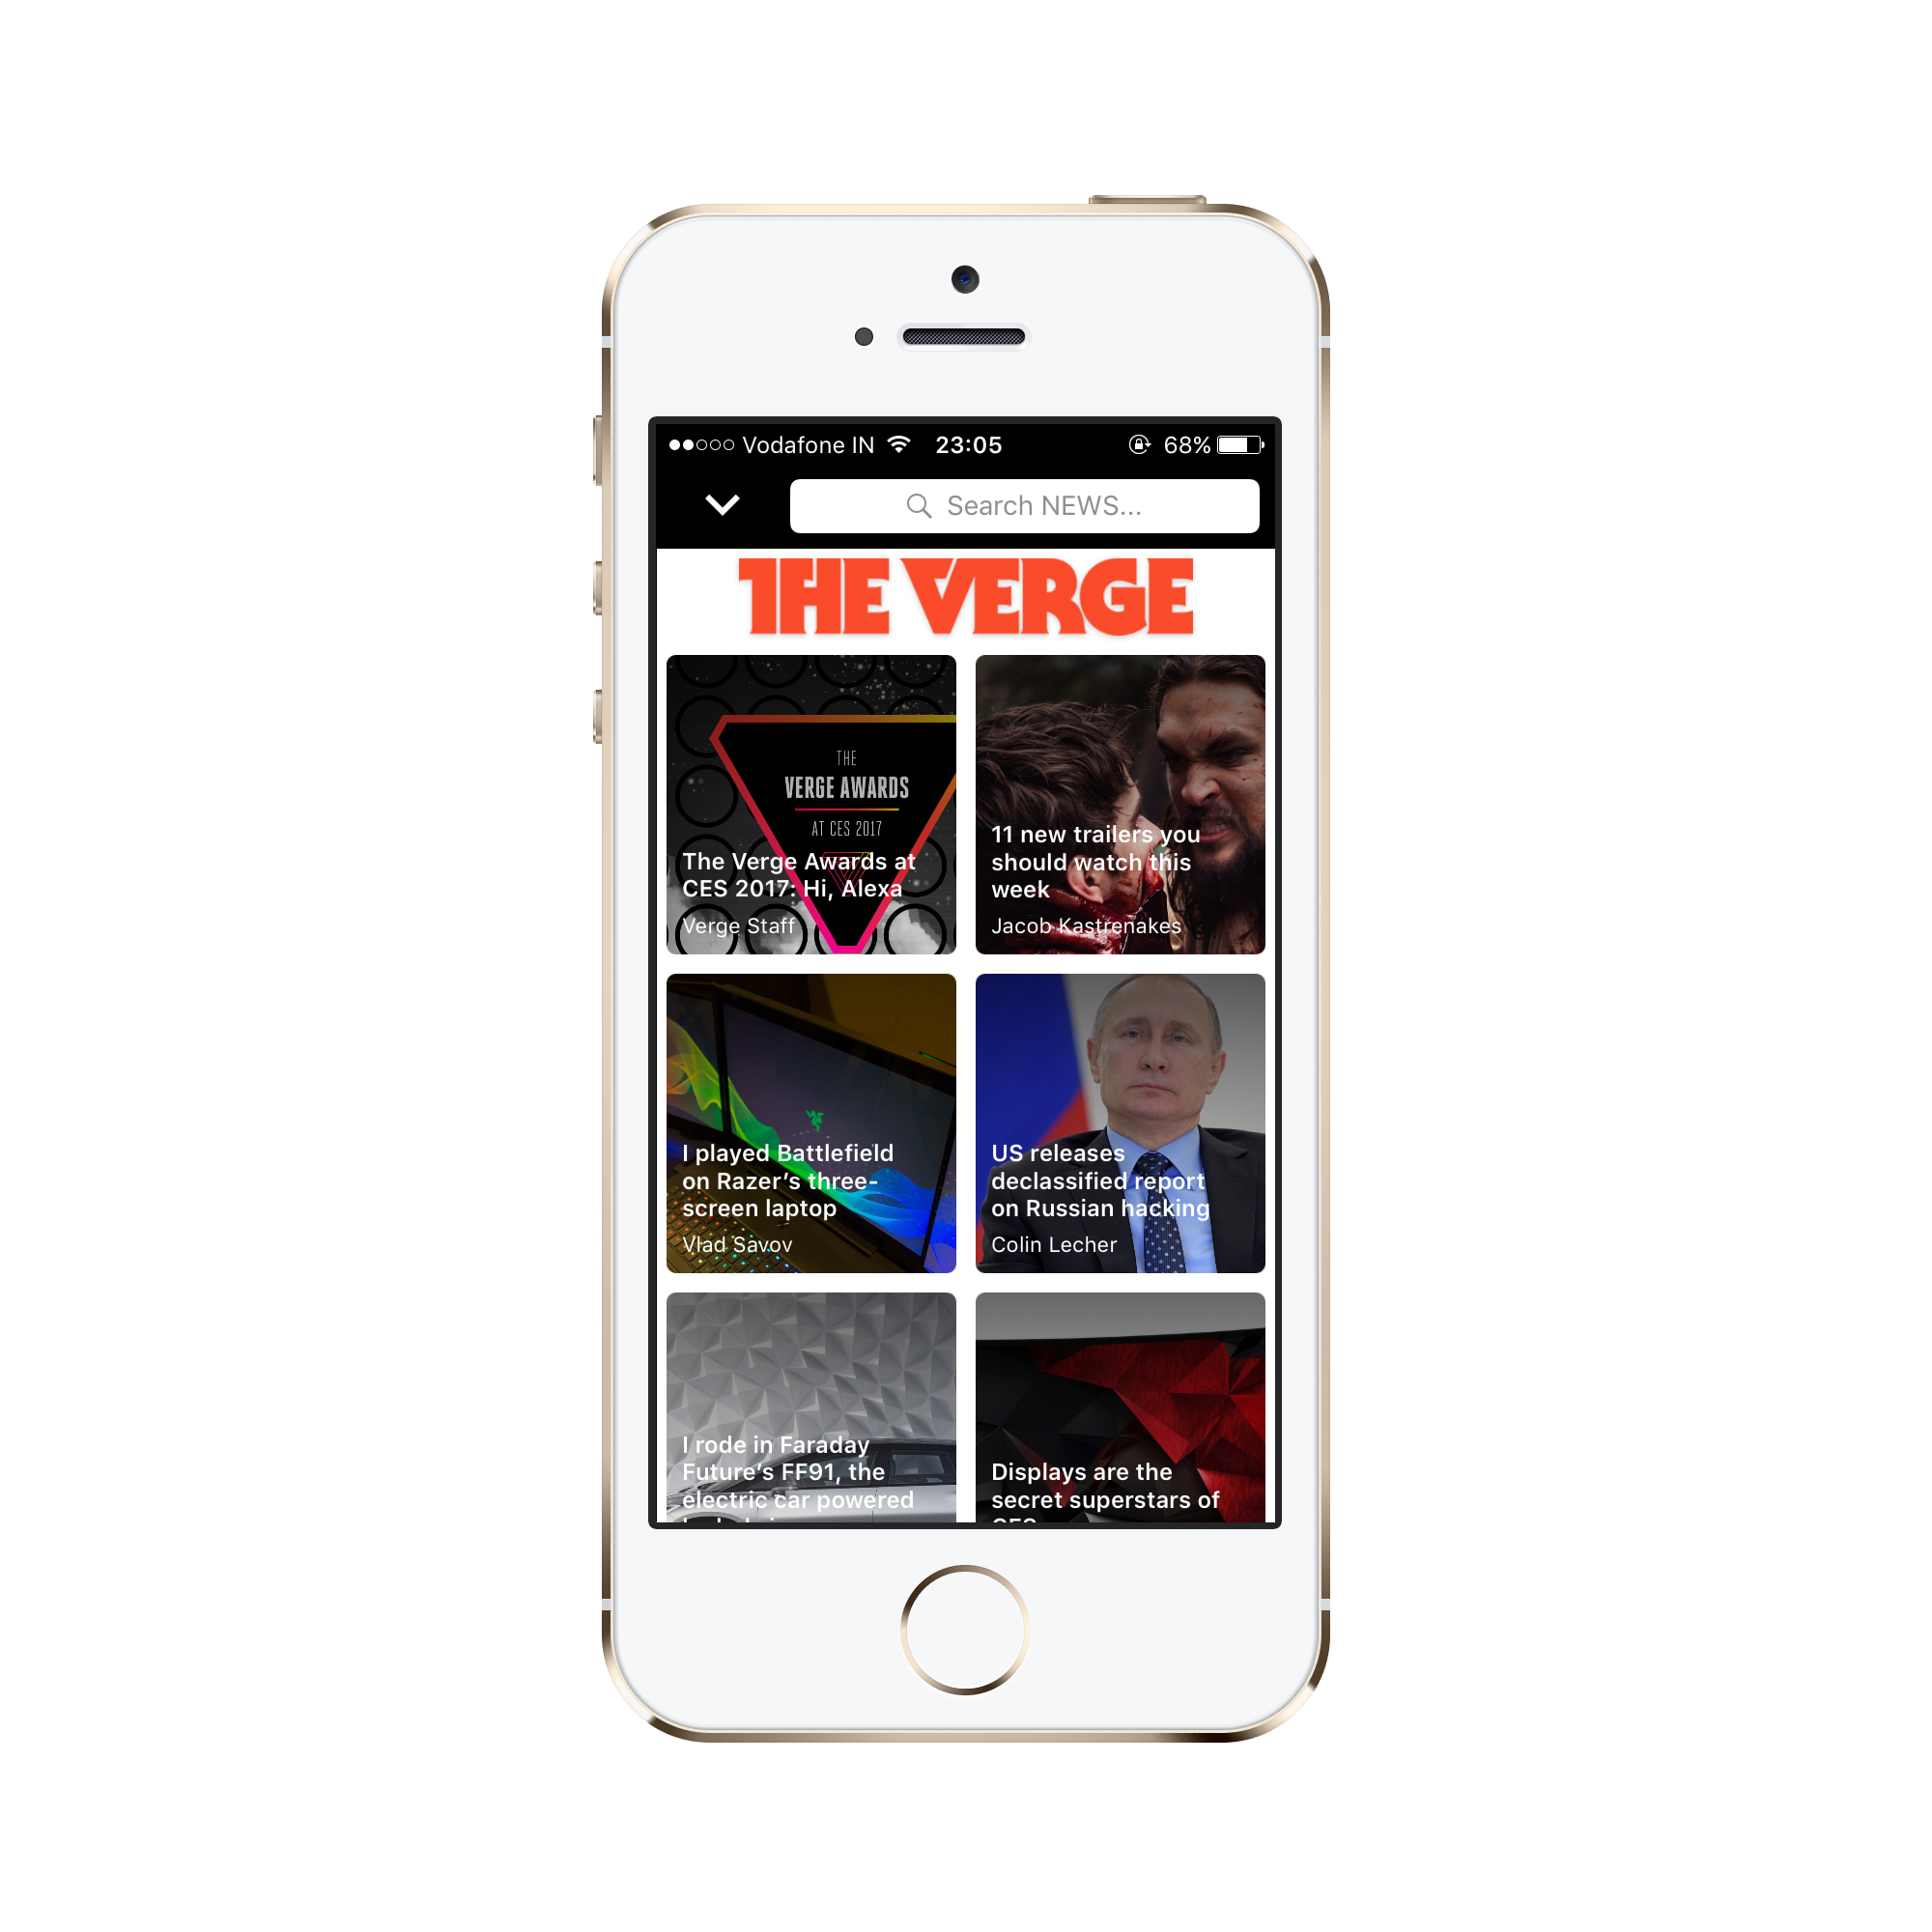 Vodafone IN 23:05 68%
Search NEWS...
THE VERGE
THE
VERGE AWARDS
AT CES 2017
The Verge Awards at
CES 2017: Hi, Alexa
Verge Staff
11 new trailers you
should watch this
week
Jacob Kastrenakes
I played Battlefield
on Razer’s three-
screen laptop
Vlad Savov
US releases
declassified report
on Russian hacking
Colin Lecher
I rode in Faraday
Future’s FF91, the
electric car powered
Displays are the
secret superstars of